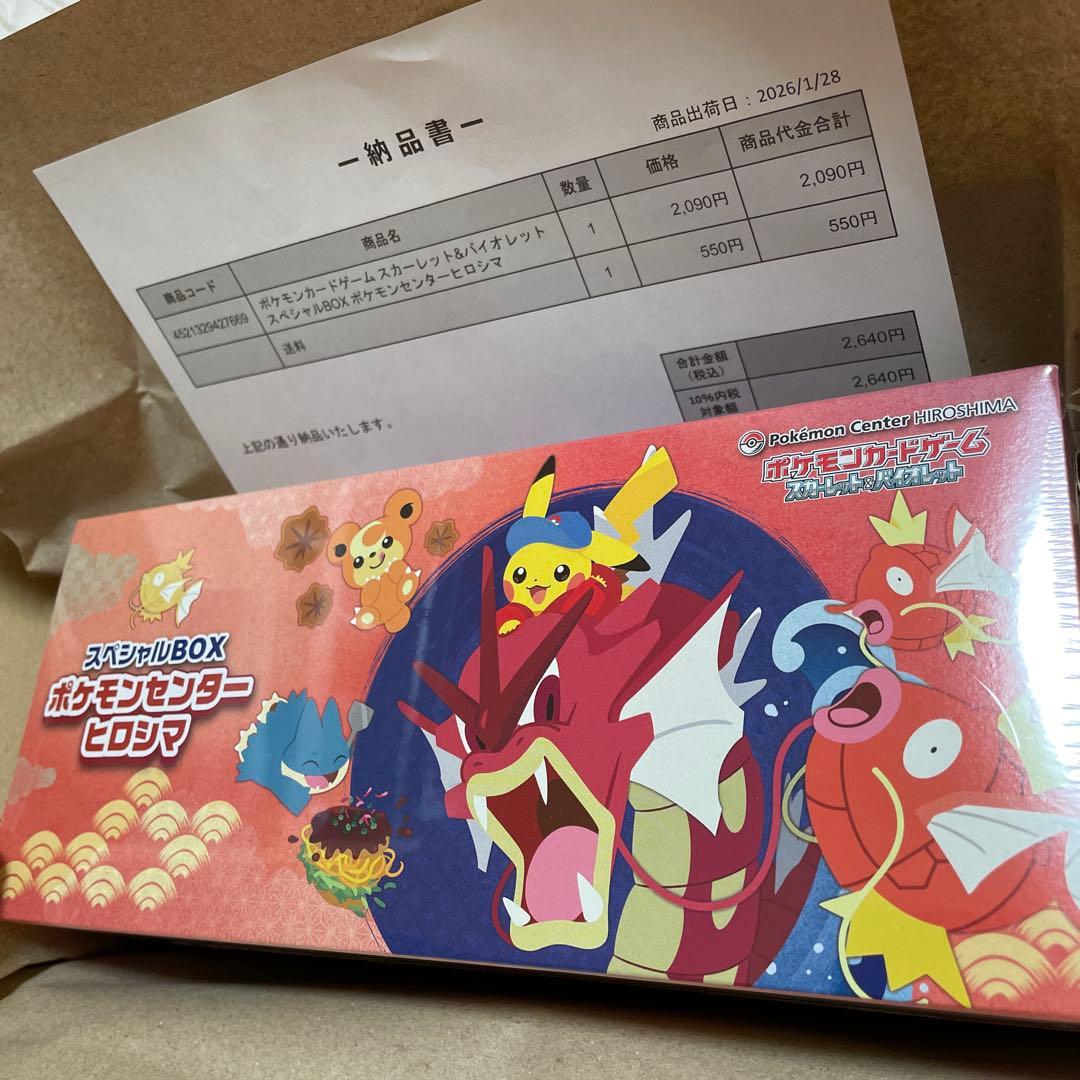 ー納品書ー
商品出荷日：2026/1/28
商品コード 商品名 数量 価格 商品代金合計
4521329427669 ポケモンカードゲーム スカーレット&バイオレット
スペシャルBOX ポケモンセンターヒロシマ 1 2,090円 2,090円
送料 1 550円 550円
合計金額
(税込) 2,640円
10%内税
対象額 2,640円
上記の通り納品いたします。
Pokémon Center HIROSHIMA
ポケモンカードゲーム
スカーレット&バイオレット
スペシャルBOX
ポケモンセンター
ヒロシマ